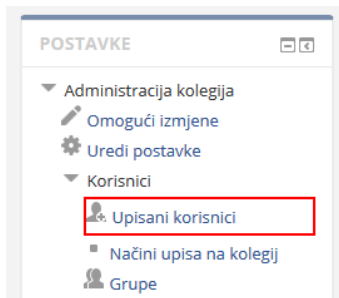 POSTAVKE
Administracija kolegija
Omogući izmjene
Uredi postavke
Korisnici
Upisani korisnici
Načini upisa na kolegij
Grupe